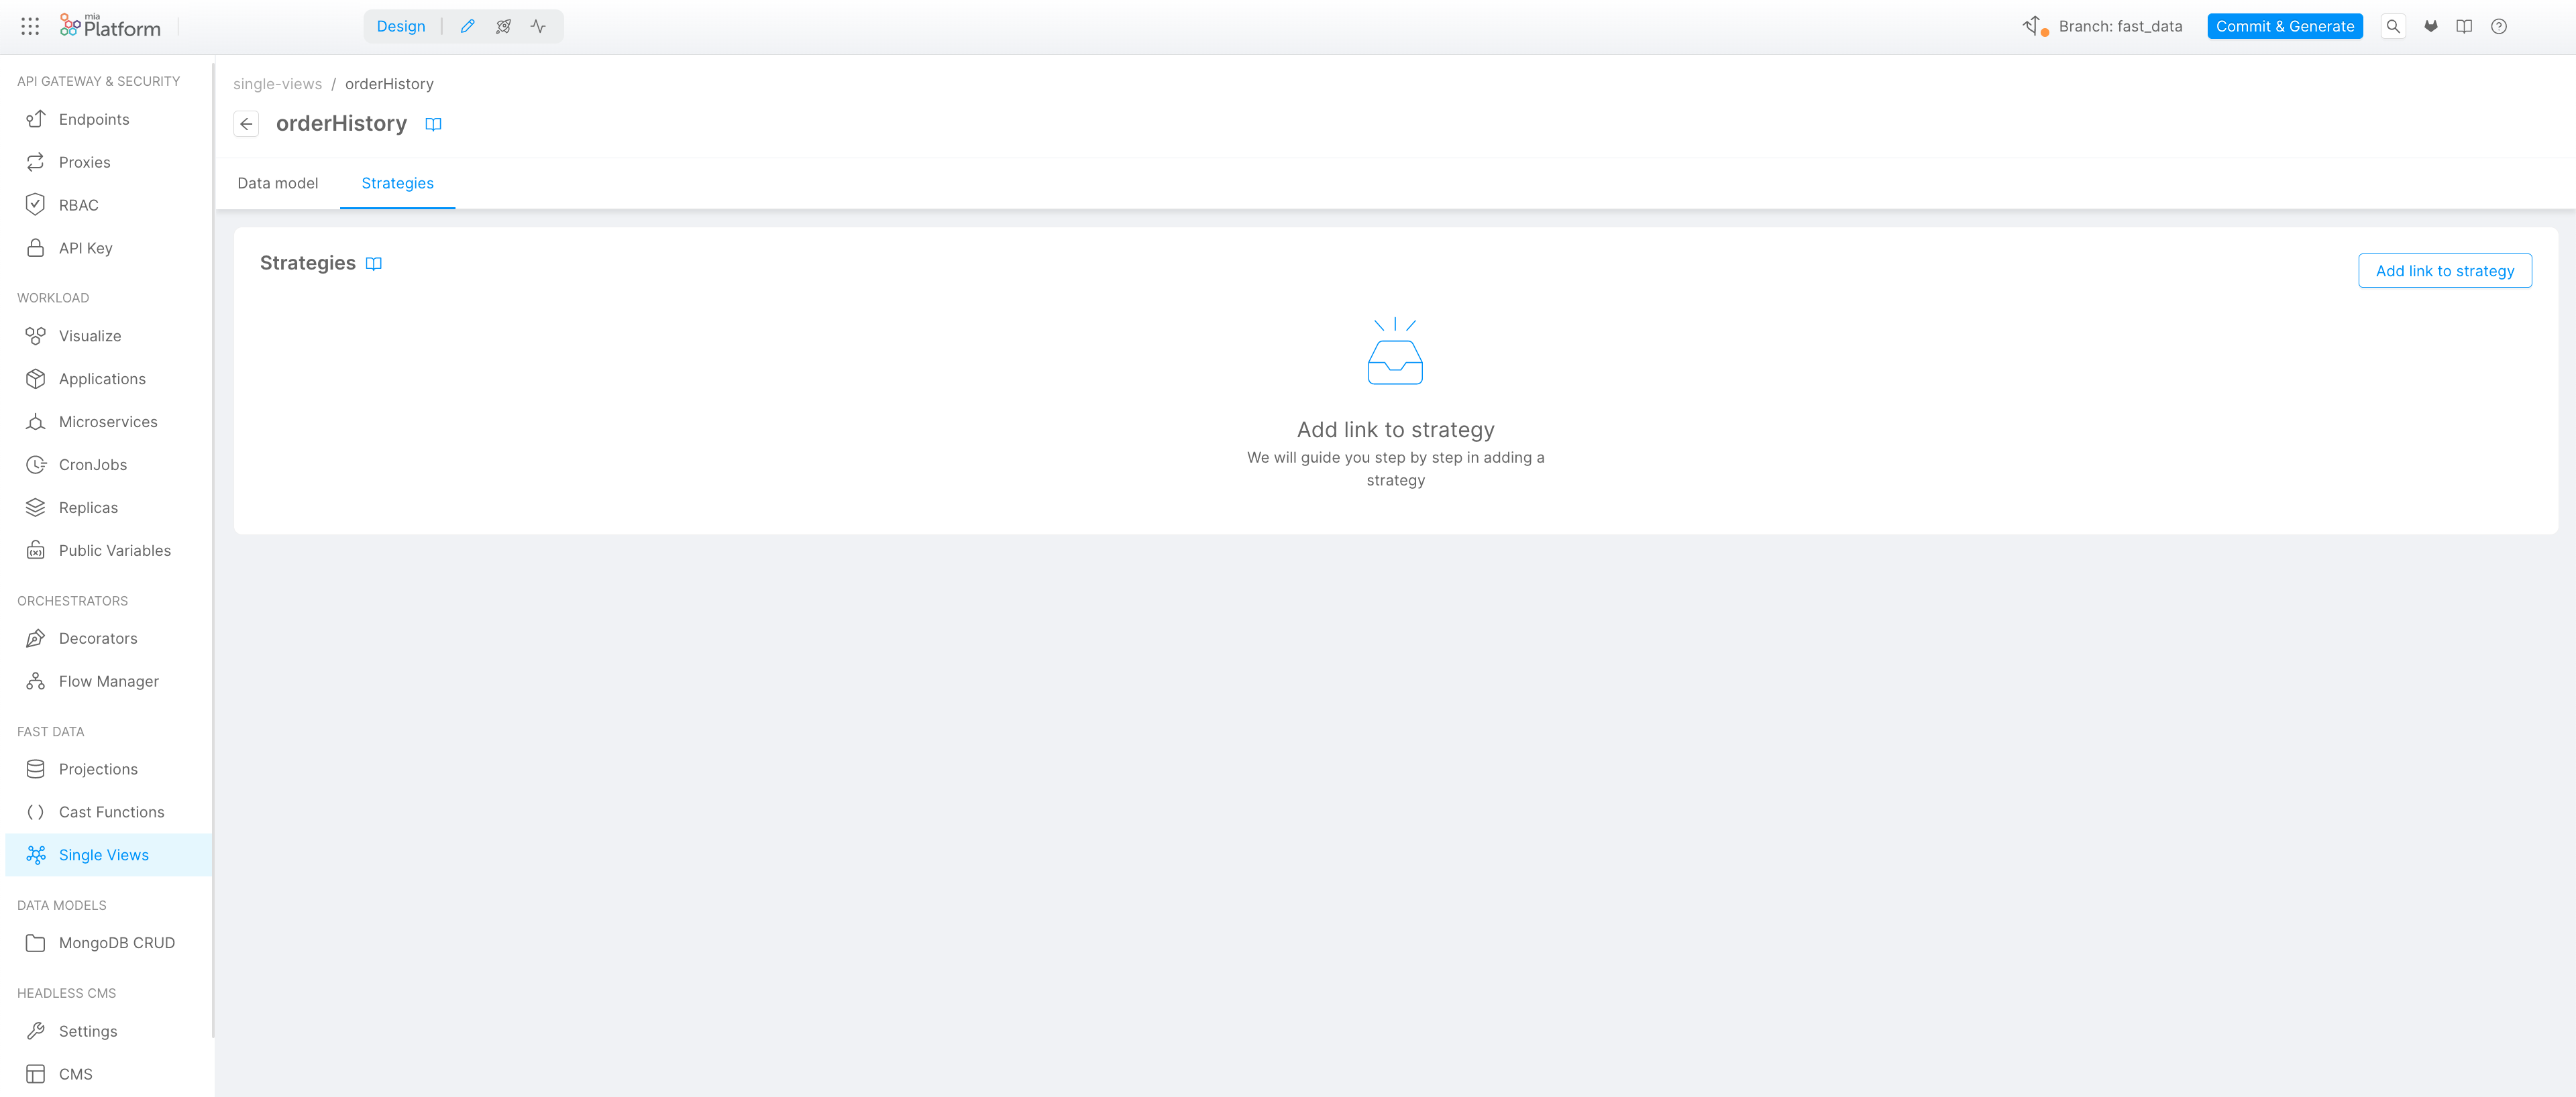 mia
Platform
Design
Branch: fast_data
Commit & Generate
API GATEWAY & SECURITY
Endpoints
Proxies
RBAC
API Key
WORKLOAD
Visualize
Applications
Microservices
CronJobs
Replicas
Public Variables
ORCHESTRATORS
Decorators
Flow Manager
FAST DATA
Projections
Cast Functions
Single Views
DATA MODELS
MongoDB CRUD
HEADLESS CMS
Settings
CMS
single-views / orderHistory
orderHistory
Data model
Strategies
Strategies
Add link to strategy
Add link to strategy
We will guide you step by step in adding a
strategy